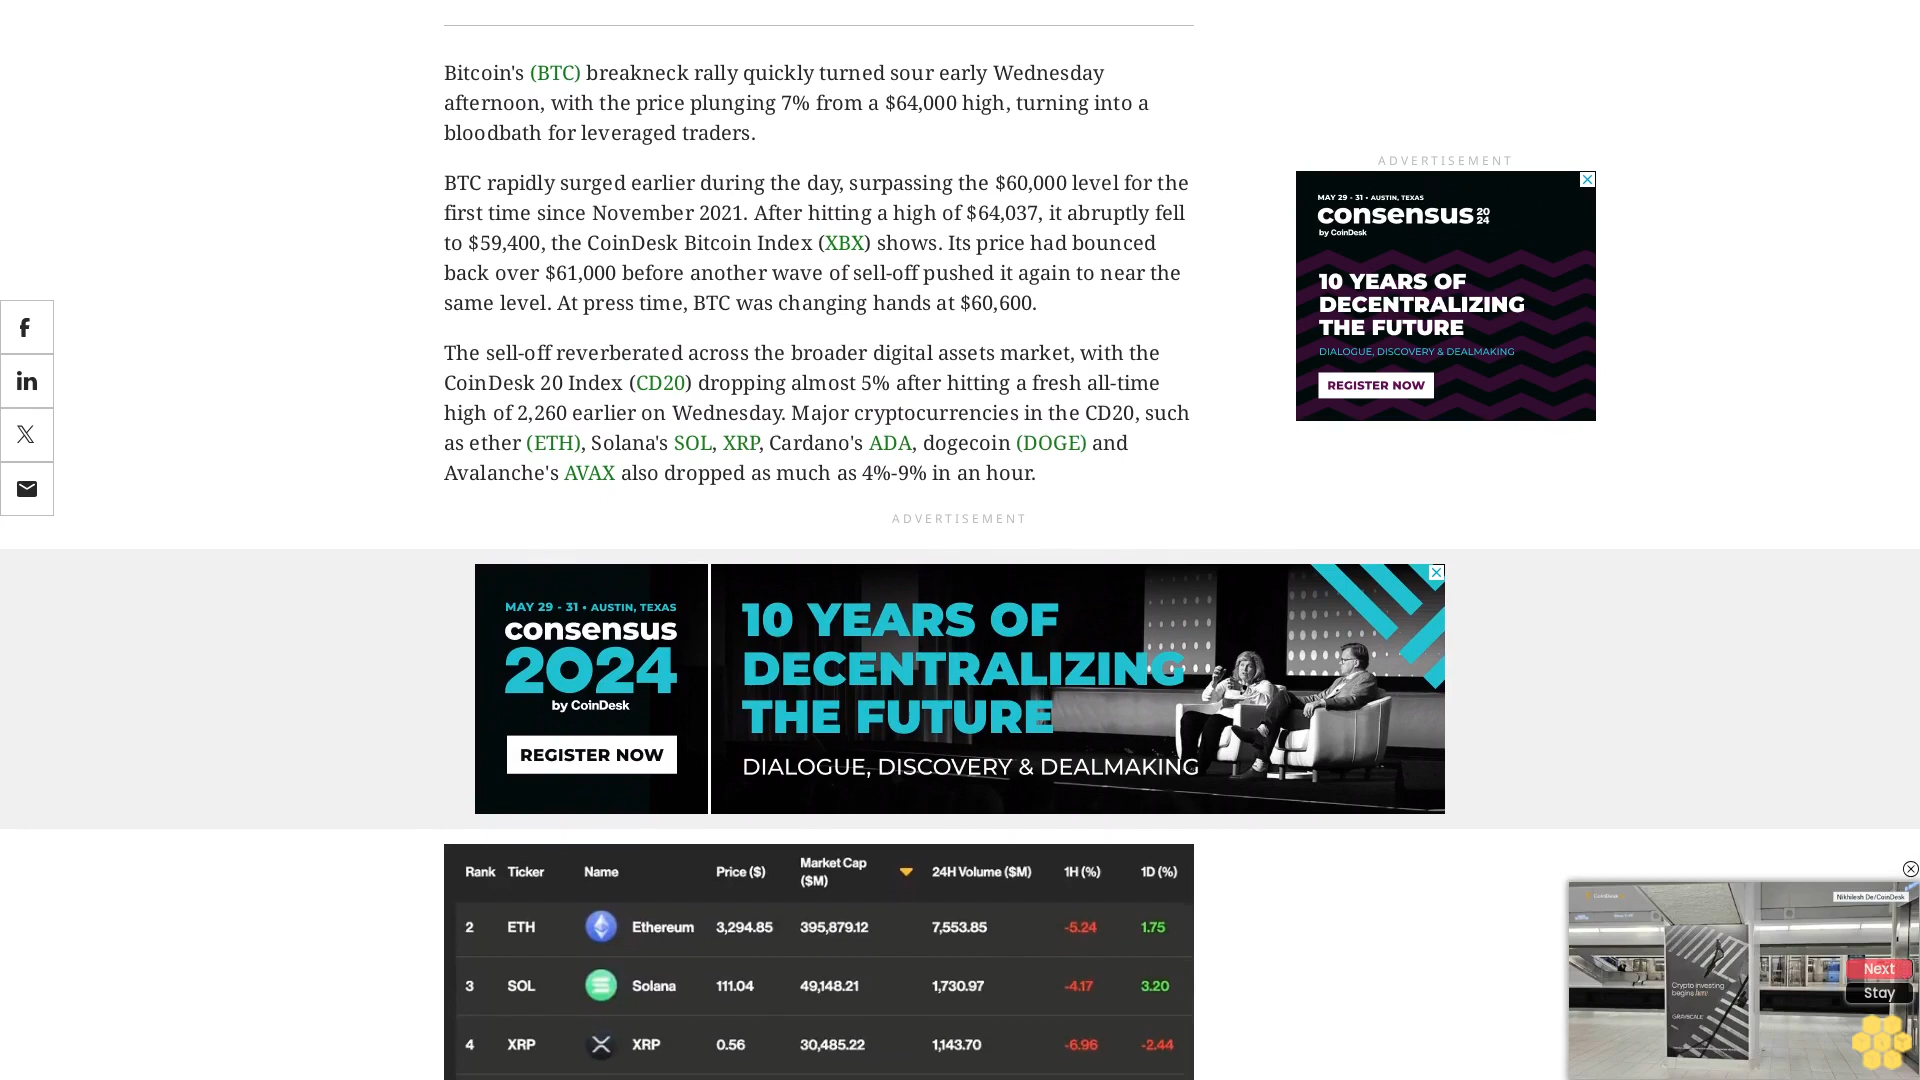 Bitcoin's (BTC) breakneck rally quickly turned sour early Wednesday
afternoon, with the price plunging 7% from a $64,000 high, turning into a
bloodbath for leveraged traders.
BTC rapidly surged earlier during the day, surpassing the $60,000 level for the
first time since November 2021. After hitting a high of $64,037, it abruptly fell
to $59,400, the CoinDesk Bitcoin Index (XBX) shows. Its price had bounced
back over $61,000 before another wave of sell-off pushed it again to near the
same level. At press time, BTC was changing hands at $60,600.
The sell-off reverberated across the broader digital assets market, with the
CoinDesk 20 Index (CD20) dropping almost 5% after hitting a fresh all-time
high of 2,260 earlier on Wednesday. Major cryptocurrencies in the CD20, such
as ether (ETH), Solana's SOL, XRP, Cardano's ADA, dogecoin (DOGE) and
Avalanche's AVAX also dropped as much as 4%-9% in an hour.
ADVERTISEMENT
MAY 29 - 31 • AUSTIN, TEXAS
consensus 20 24
by CoinDesk
10 YEARS OF
DECENTRALIZING
THE FUTURE
DIALOGUE, DISCOVERY & DEALMAKING
REGISTER NOW
ADVERTISEMENT
MAY 29 - 31 • AUSTIN, TEXAS
consensus
2024
by CoinDesk
REGISTER NOW
10 YEARS OF
DECENTRALIZING
THE FUTURE
DIALOGUE, DISCOVERY & DEALMAKING
Rank Ticker Name Price ($) Market Cap ($M) 24H Volume ($M) 1H (%) 1D (%)
2 ETH Ethereum 3,294.85 395,879.12 7,553.85 -5.24 1.75
3 SOL Solana 111.04 49,148.21 1,730.97 -4.17 3.20
4 XRP XRP 0.56 30,485.22 1,143.70 -6.96 -2.44
CoinDesk
Nikhilesh De/CoinDesk
Crypto investing
begins here
GRAYSCALE
Next
Stay